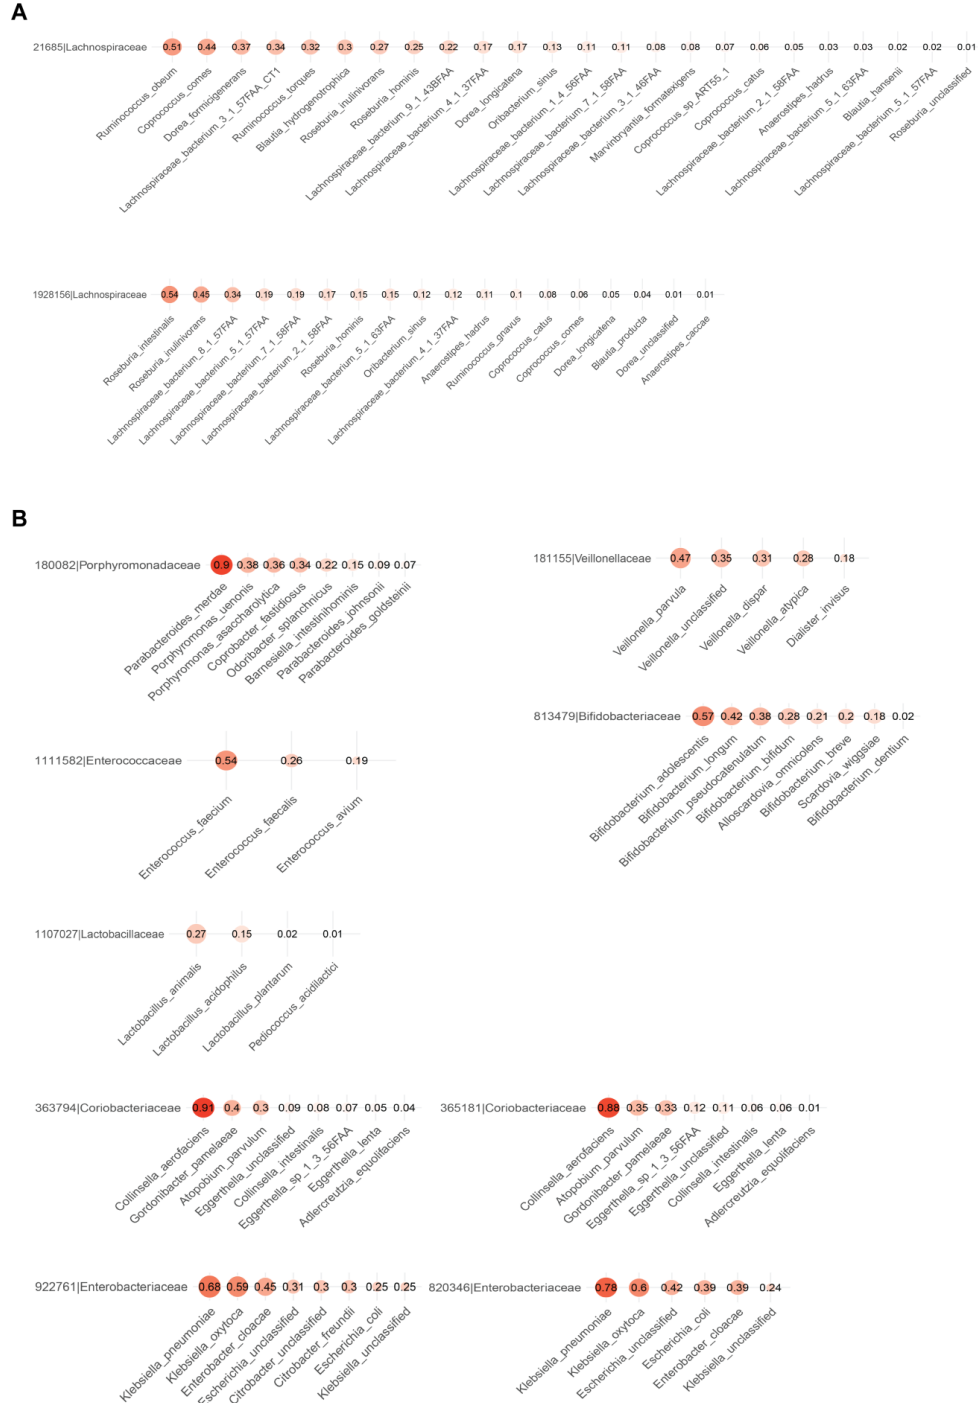 A
21685|Lachnospiraceae 0.51 0.44 0.37 0.34 0.32 0.3 0.27 0.25 0.22 0.17 0.17 0.13 0.11 0.11 0.08 0.08 0.07 0.06 0.05 0.03 0.03 0.02 0.02 0.01
Ruminococcus_obeum
Coprococcus_comes
Dorea_formicigenerans
Lachnospiraceae_bacterium_3_1_57FAA_CT1
Ruminococcus_torques
Blautia_hydrogenotrophica
Roseburia_inulinivorans
Roseburia_hominis
Lachnospiraceae_bacterium_9_1_43BFAA
Lachnospiraceae_bacterium_4_1_37FAA
Dorea_longicatena
Oribacterium_sinus
Lachnospiraceae_bacterium_1_4_56FAA
Lachnospiraceae_bacterium_7_1_58FAA
Lachnospiraceae_bacterium_3_1_46FAA
Marvinbryantia_formatexigens
Coprococcus_sp_ART55_1
Coprococcus_catus
Lachnospiraceae_bacterium_2_1_58FAA
Anaerostipes_hadrus
Lachnospiraceae_bacterium_5_1_63FAA
Blautia_hansenii
Lachnospiraceae_bacterium_5_1_57FAA
Roseburia_unclassified
1928156|Lachnospiraceae 0.54 0.45 0.34 0.19 0.19 0.17 0.15 0.15 0.12 0.12 0.11 0.1 0.08 0.06 0.05 0.04 0.01 0.01
Roseburia_intestinalis
Roseburia_inulinivorans
Lachnospiraceae_bacterium_8_1_57FAA
Lachnospiraceae_bacterium_5_1_57FAA
Lachnospiraceae_bacterium_7_1_58FAA
Lachnospiraceae_bacterium_2_1_58FAA
Roseburia_hominis
Lachnospiraceae_bacterium_5_1_63FAA
Oribacterium_sinus
Lachnospiraceae_bacterium_4_1_37FAA
Anaerostipes_hadrus
Ruminococcus_gnavus
Coprococcus_catus
Coprococcus_comes
Dorea_longicatena
Blautia_producta
Dorea_unclassified
Anaerostipes_caccae
B
180082|Porphyromonadaceae 0.9 0.38 0.36 0.34 0.22 0.15 0.09 0.07
Parabacteroides_merdae
Porphyromonas_uenonis
Porphyromonas_asaccharolytica
Coprobacter_fastidiosus
Odoribacter_splanchnicus
Barnesiella_intestinihominis
Parabacteroides_johnsonii
Parabacteroides_goldsteinii
181155|Veillonellaceae 0.47 0.35 0.31 0.28 0.18
Veillonella_parvula
Veillonella_unclassified
Veillonella_dispar
Veillonella_atypica
Dialister_invisus
813479|Bifidobacteriaceae 0.57 0.42 0.38 0.28 0.21 0.2 0.18 0.02
Bifidobacterium_adolescentis
Bifidobacterium_longum
Bifidobacterium_pseudocatenulatum
Bifidobacterium_bifidum
Alloscardovia_omnicolens
Bifidobacterium_breve
Scardovia_wiggsiae
Bifidobacterium_dentium
1111582|Enterococcaceae 0.54 0.26 0.19
Enterococcus_faecium
Enterococcus_faecalis
Enterococcus_avium
1107027|Lactobacillaceae 0.27 0.15 0.02 0.01
Lactobacillus_animalis
Lactobacillus_acidophilus
Lactobacillus_plantarum
Pediococcus_acidilactici
363794|Coriobacteriaceae 0.91 0.4 0.3 0.09 0.08 0.07 0.05 0.04
Collinsella_aerofaciens
Gordonibacter_pamelaeae
Atopobium_parvulum
Eggerthella_unclassified
Collinsella_intestinalis
Eggerthella_sp_1_3_56FAA
Eggerthella_lenta
Adlercreutzia_equolifaciens
365181|Coriobacteriaceae 0.88 0.35 0.33 0.12 0.11 0.06 0.06 0.01
Collinsella_aerofaciens
Atopobium_parvulum
Gordonibacter_pamelaeae
Eggerthella_sp_1_3_56FAA
Eggerthella_unclassified
Collinsella_intestinalis
Eggerthella_lenta
Adlercreutzia_equolifaciens
922761|Enterobacteriaceae 0.68 0.59 0.45 0.31 0.3 0.3 0.25 0.25
Klebsiella_pneumoniae
Klebsiella_oxytoca
Enterobacter_cloacae
Escherichia_unclassified
Citrobacter_unclassified
Citrobacter_freundii
Escherichia_coli
Klebsiella_unclassified
820346|Enterobacteriaceae 0.78 0.6 0.42 0.39 0.39 0.24
Klebsiella_pneumoniae
Klebsiella_oxytoca
Escherichia_unclassified
Escherichia_coli
Enterobacter_cloacae
Klebsiella_unclassified